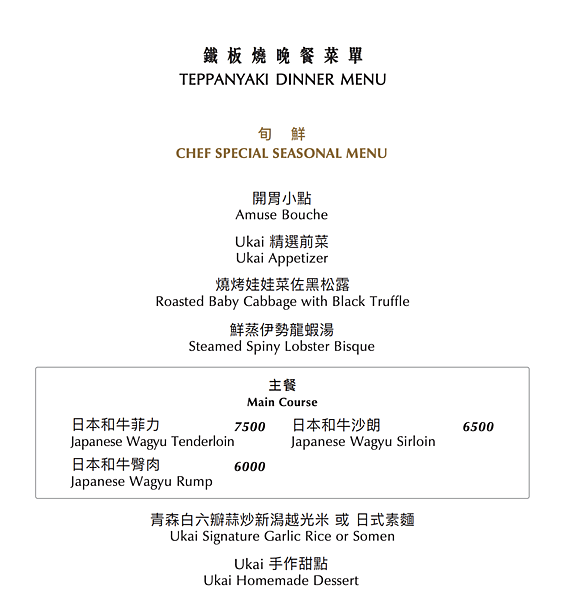 鐵板燒晚餐菜單
TEPPANYAKI DINNER MENU
旬 鮮
CHEF SPECIAL SEASONAL MENU
開胃小點
Amuse Bouche
Ukai 精選前菜
Ukai Appetizer
燒烤娃娃菜佐黑松露
Roasted Baby Cabbage with Black Truffle
鮮蒸伊勢龍蝦湯
Steamed Spiny Lobster Bisque
主餐
Main Course
日本和牛菲力 7500 日本和牛沙朗 6500
Japanese Wagyu Tenderloin Japanese Wagyu Sirloin
日本和牛臀肉 6000
Japanese Wagyu Rump
青森白六瓣蒜炒新潟越光米 或 日式素麵
Ukai Signature Garlic Rice or Somen
Ukai 手作甜點
Ukai Homemade Dessert